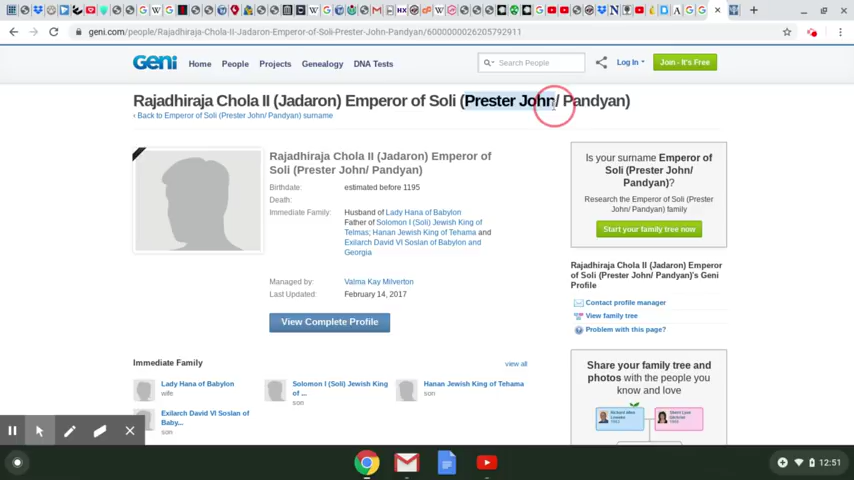 geni.com/people/Rajadhiraja-Chola-II-Jadaron-Emperor-of-Soli-Prester-John-Pandyan/6000000026205792911
Geni
Home
People
Projects
Genealogy
DNA Tests
Search People
Log In
Join - It's Free
Rajadhiraja Chola II (Jadaron) Emperor of Soli (Prester John/ Pandyan)
‹ Back to Emperor of Soli (Prester John/ Pandyan) surname
Rajadhiraja Chola II (Jadaron) Emperor of
Soli (Prester John/ Pandyan)
Birthdate: estimated before 1195
Death:
Immediate Family: Husband of Lady Hana of Babylon
Father of Solomon I (Soli) Jewish King of
Telmas; Hanan Jewish King of Tehama and
Exilarch David VI Soslan of Babylon and
Georgia
Managed by: Valma Kay Milverton
Last Updated: February 14, 2017
View Complete Profile
Immediate Family
view all
Lady Hana of Babylon
wife
Solomon I (Soli) Jewish King
of ...
son
Hanan Jewish King of Tehama
son
Exilarch David VI Soslan of
Baby...
son
Is your surname Emperor of
Soli (Prester John/
Pandyan)?
Research the Emperor of Soli (Prester
John/ Pandyan) family
Start your family tree now
Rajadhiraja Chola II (Jadaron) Emperor
of Soli (Prester John/ Pandyan)'s Geni
Profile
Contact profile manager
View family tree
Problem with this page?
Share your family tree and
photos with the people you
know and love
12:51